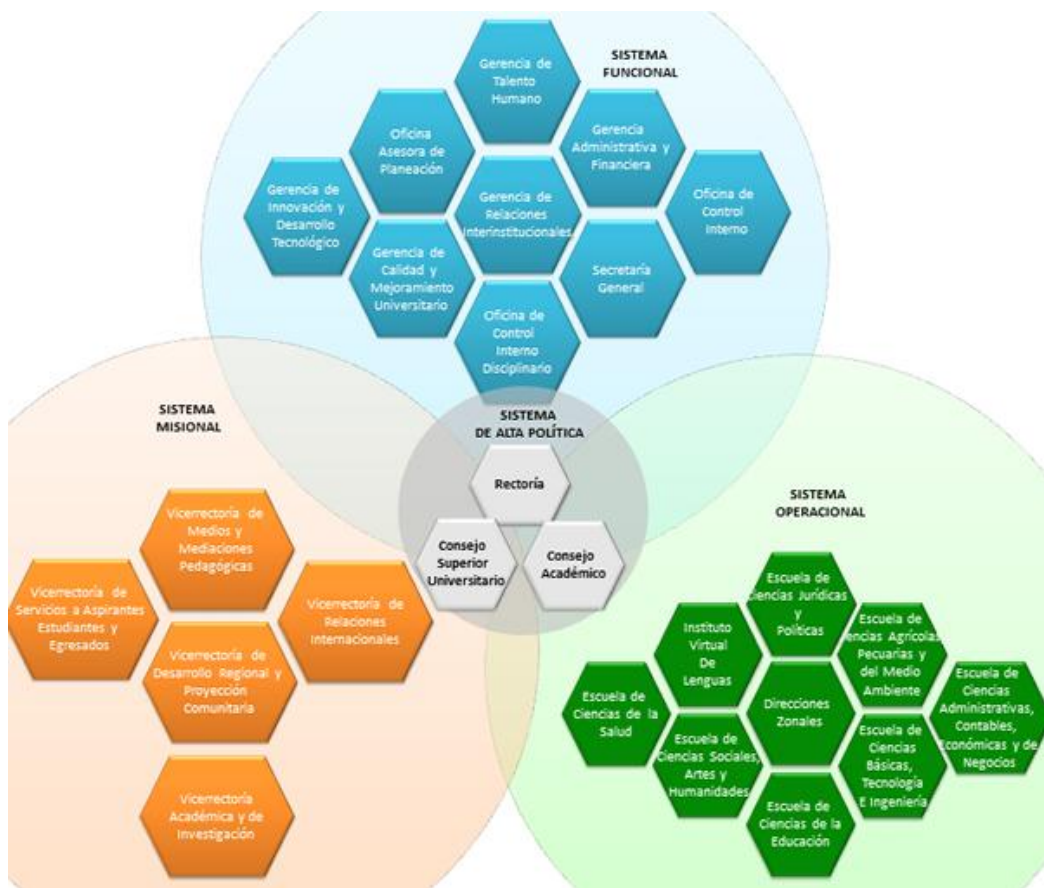 SISTEMA
FUNCIONAL
Gerencia de
Talento
Humano
Oficina
Asesora de
Planeación
Gerencia
Administrativa y
Financiera
Gerencia de
Innovación y
Desarrollo
Tecnológico
Gerencia de
Relaciones
Interinstitucionales
Oficina de
Control
Interno
Gerencia de
Calidad y
Mejoramiento
Universitario
Secretaría
General
Oficina de
Control
Interno
Disciplinario
SISTEMA
MISIONAL
SISTEMA
DE ALTA POLÍTICA
Rectoría
Consejo
Superior
Universitario
Consejo
Académico
Vicerrectoría de
Medios y
Mediaciones
Pedagógicas
Vicerrectoría de
Servicios a Aspirantes
Estudiantes y
Egresados
Vicerrectoría de
Relaciones
Internacionales
Vicerrectoría de
Desarrollo Regional y
Proyección
Comunitaria
Vicerrectoría
Académica y de
Investigación
SISTEMA
OPERACIONAL
Escuela de
Ciencias Jurídicas
y
Políticas
Instituto
Virtual
De
Lenguas
Escuela de
Ciencias Agrícolas
Pecuarias y
del Medio
Ambiente
Escuela de
Ciencias de la
Salud
Direcciones
Zonales
Escuela de
Ciencias
Administrativas,
Contables,
Económicas y de
Negocios
Escuela de
Ciencias Sociales,
Artes y
Humanidades
Escuela de
Ciencias
Básicas,
Tecnología
E Ingeniería
Escuela de
Ciencias de la
Educación